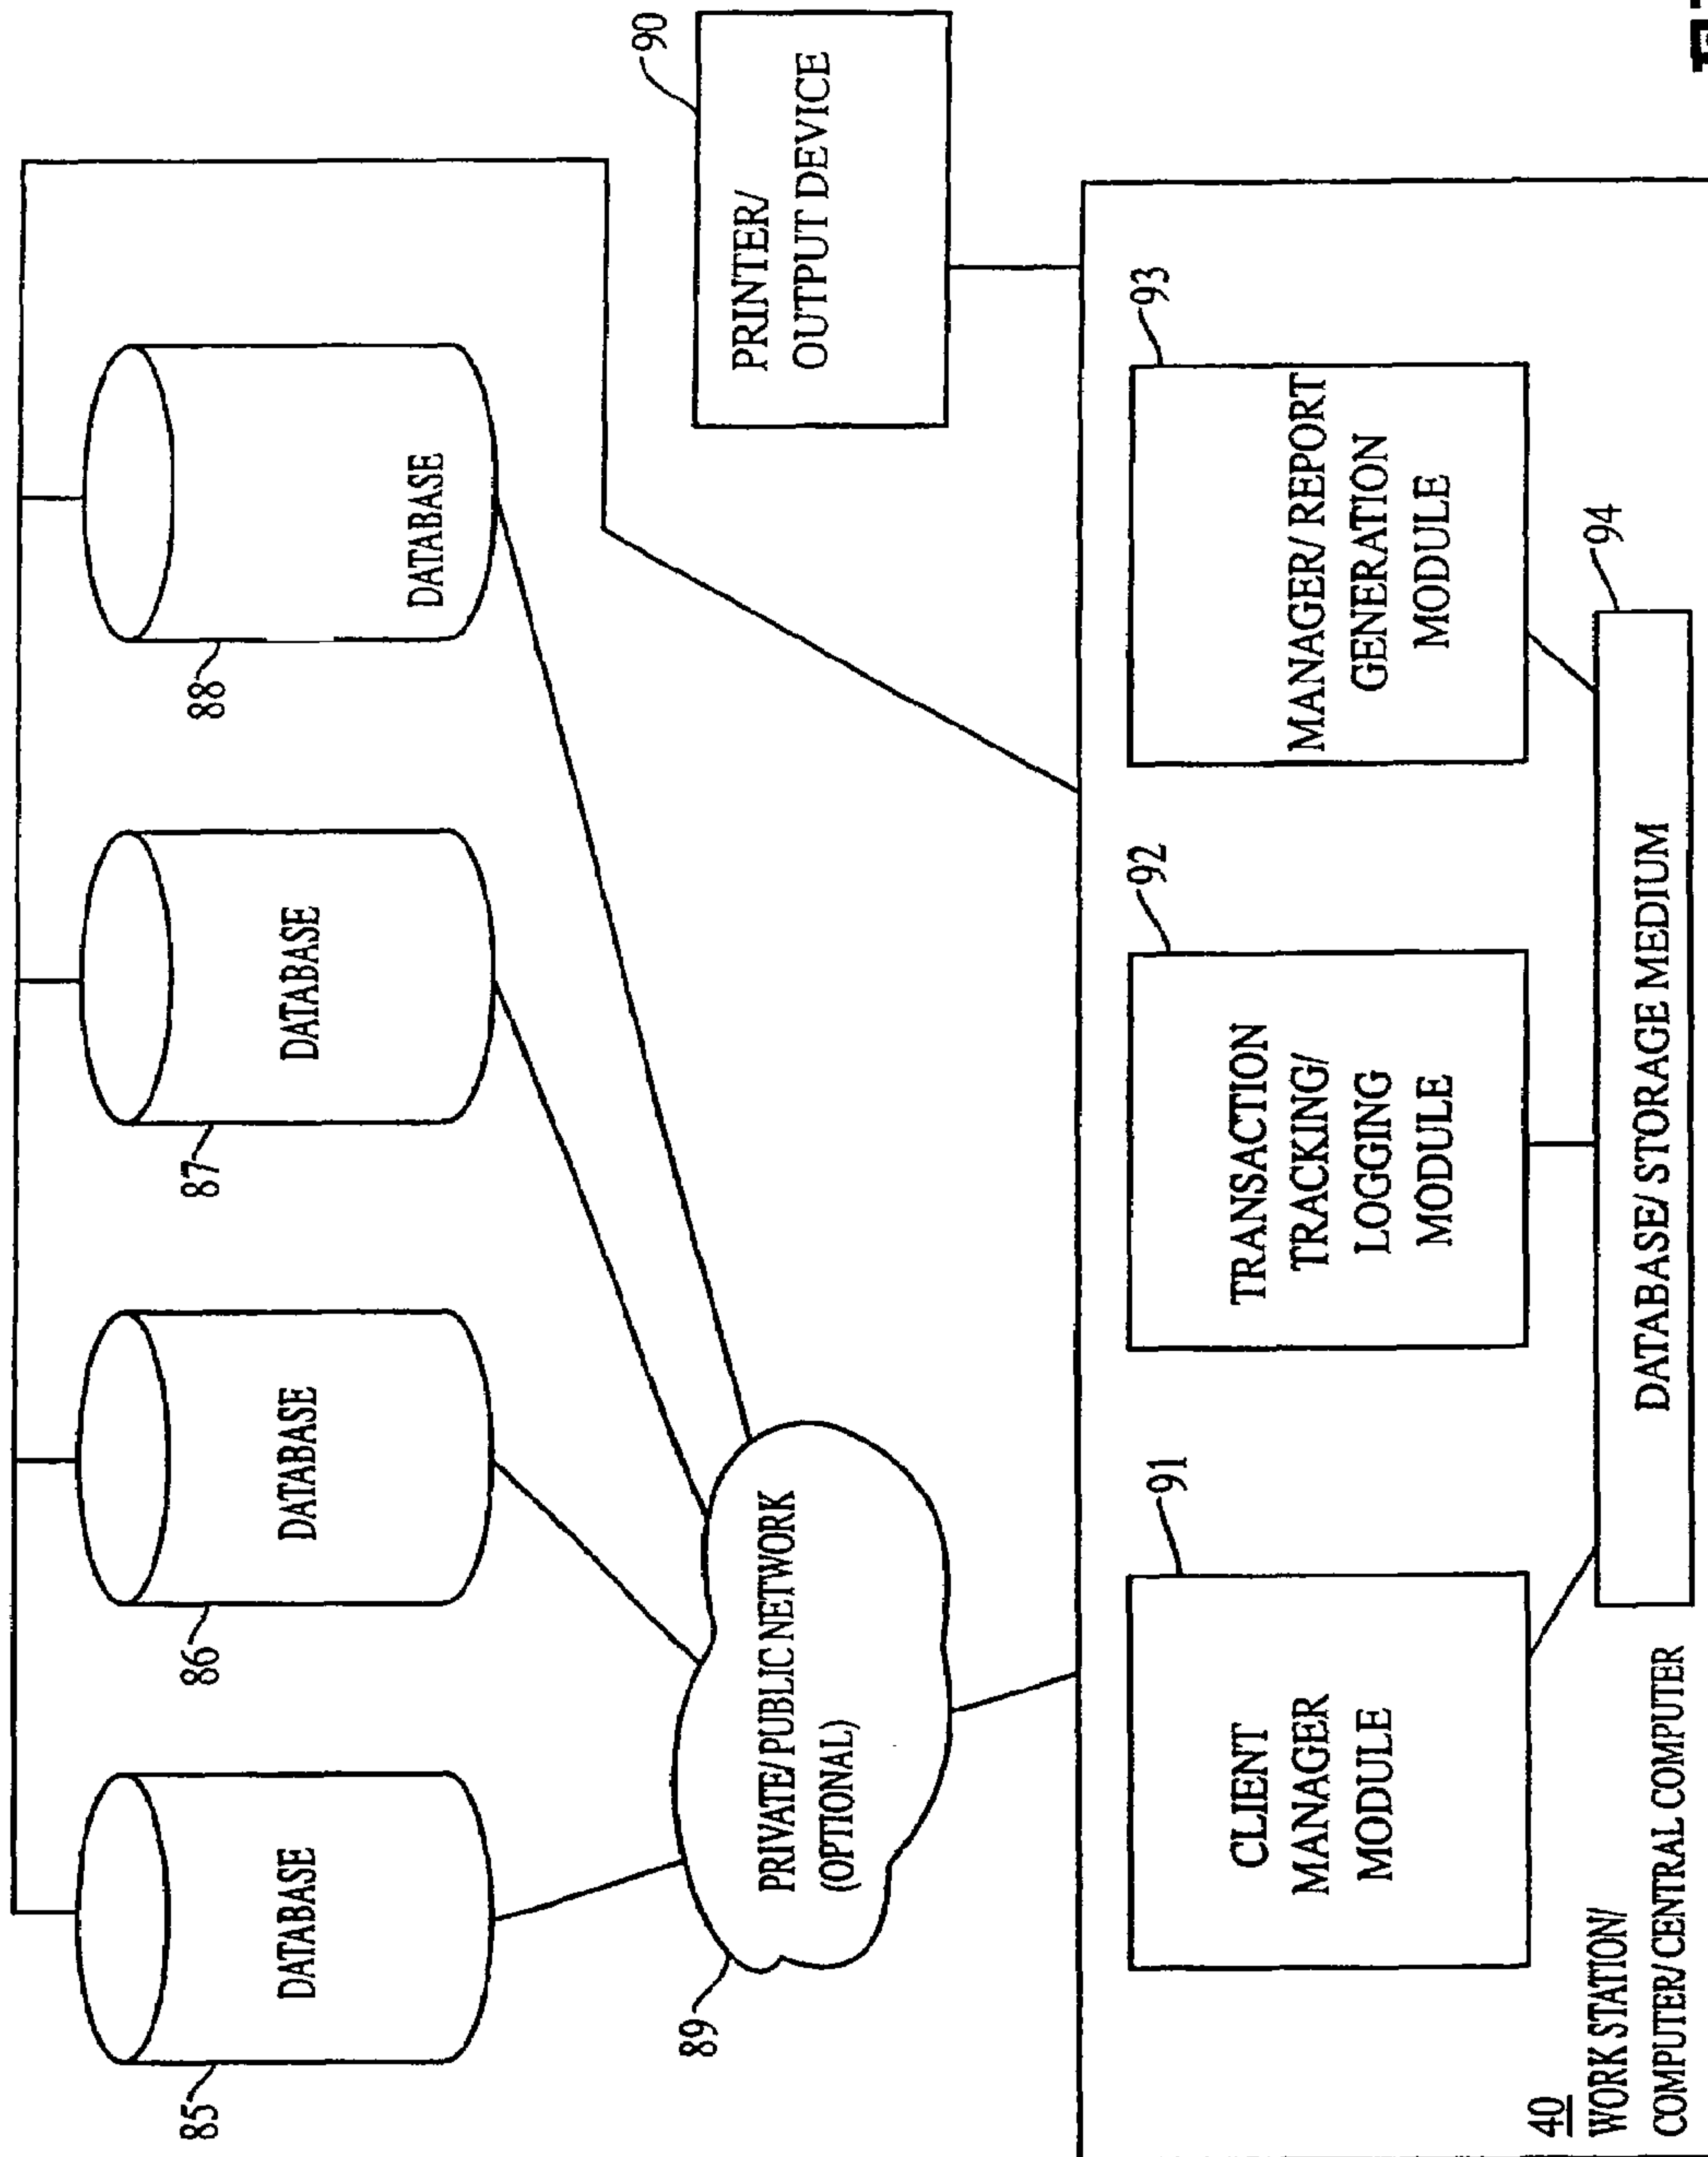 85
DATABASE
86
DATABASE
87
DATABASE
88
DATABASE
89
PRIVATE/PUBLIC NETWORK
(OPTIONAL)
90
PRINTER/
OUTPUT DEVICE
91
CLIENT
MANAGER
MODULE
92
TRANSACTION
TRACKING/
LOGGING
MODULE
93
MANAGER/ REPORT
GENERATION
MODULE
94
DATABASE/ STORAGE MEDIUM
40
WORK STATION/
COMPUTER/ CENTRAL COMPUTER